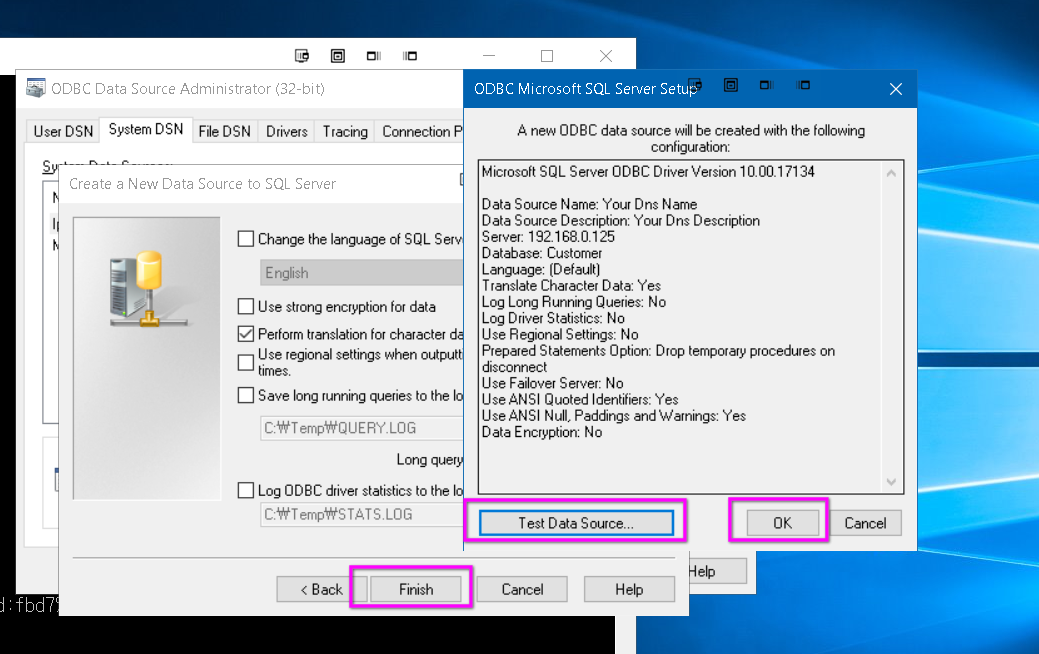 ODBC Data Source Administrator (32-bit)
User DSN
System DSN
File DSN
Drivers
Tracing
Connection P
Create a New Data Source to SQL Server
Change the language of SQL Serv
English
Use strong encryption for data
Perform translation for character da
Use regional settings when outputti
times.
Save long running queries to the lo
C:₩Temp₩QUERY.LOG
Long query
Log ODBC driver statistics to the lo
C:₩Temp₩STATS.LOG
< Back
Finish
Cancel
Help
Help
d:fbd7%
ODBC Microsoft SQL Server Setup
A new ODBC data source will be created with the following
configuration:
Microsoft SQL Server ODBC Driver Version 10.00.17134
Data Source Name: Your Dns Name
Data Source Description: Your Dns Description
Server: 192.168.0.125
Database: Customer
Language: (Default)
Translate Character Data: Yes
Log Long Running Queries: No
Log Driver Statistics: No
Use Regional Settings: No
Prepared Statements Option: Drop temporary procedures on
disconnect
Use Failover Server: No
Use ANSI Quoted Identifiers: Yes
Use ANSI Null, Paddings and Warnings: Yes
Data Encryption: No
Test Data Source...
OK
Cancel